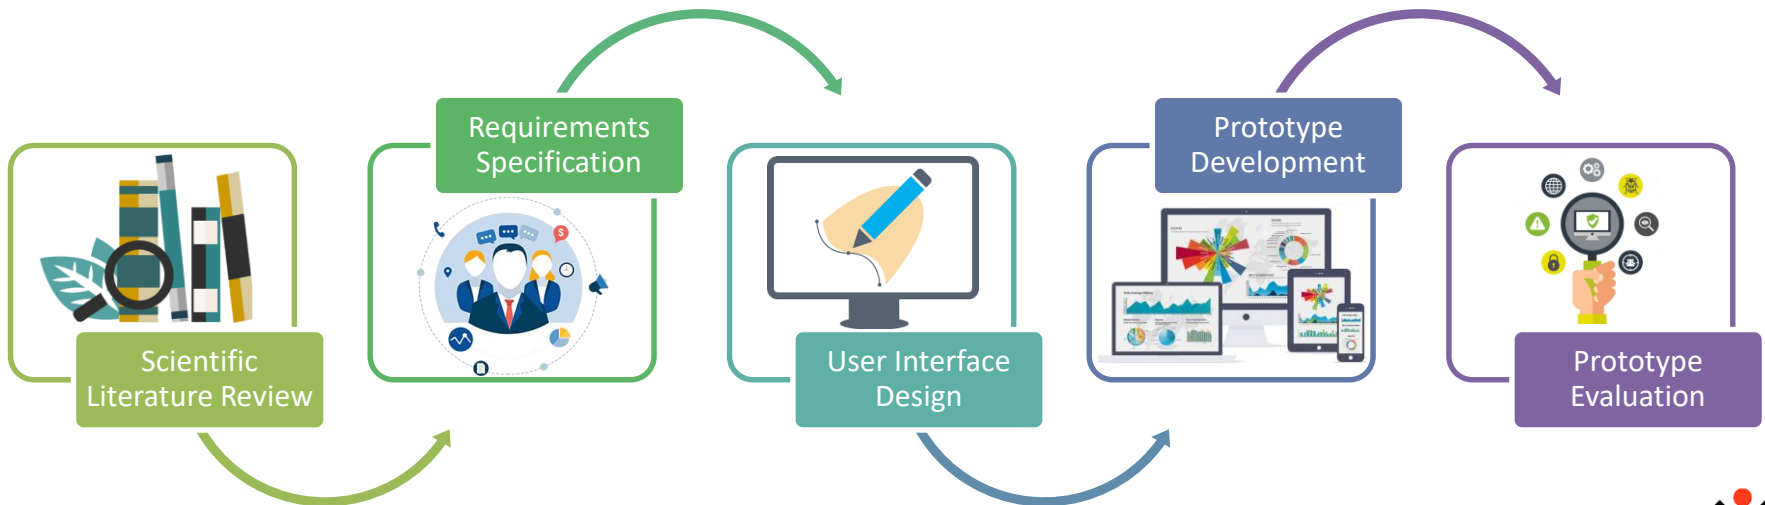 Scientific
Literature Review
Requirements
Specification
User Interface
Design
Prototype
Development
Prototype
Evaluation